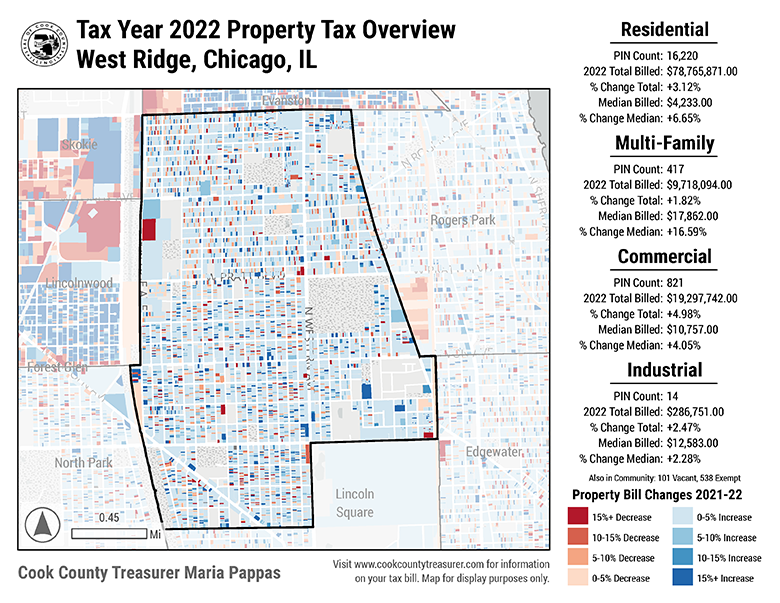 Tax Year 2022 Property Tax Overview
West Ridge, Chicago, IL
Evanston
Skokie
Rogers Park
Lincolnwood
Forest Glen
North Park
Edgewater
Lincoln
Square
0.45
Mi
Cook County Treasurer Maria Pappas
Visit www.cookcountytreasurer.com for information
on your tax bill. Map for display purposes only.
Residential
PIN Count: 16,220
2022 Total Billed: $78,765,871.00
% Change Total: +3.12%
Median Billed: $4,233.00
% Change Median: +6.65%
Multi-Family
PIN Count: 417
2022 Total Billed: $9,718,094.00
% Change Total: +1.82%
Median Billed: $17,862.00
% Change Median: +16.59%
Commercial
PIN Count: 821
2022 Total Billed: $19,297,742.00
% Change Total: +4.98%
Median Billed: $10,757.00
% Change Median: +4.05%
Industrial
PIN Count: 14
2022 Total Billed: $286,751.00
% Change Total: +2.47%
Median Billed: $12,583.00
% Change Median: +2.28%
Also in Community: 101 Vacant, 538 Exempt
Property Bill Changes 2021-22
15%+ Decrease
10-15% Decrease
5-10% Decrease
0-5% Decrease
0-5% Increase
5-10% Increase
10-15% Increase
15%+ Increase